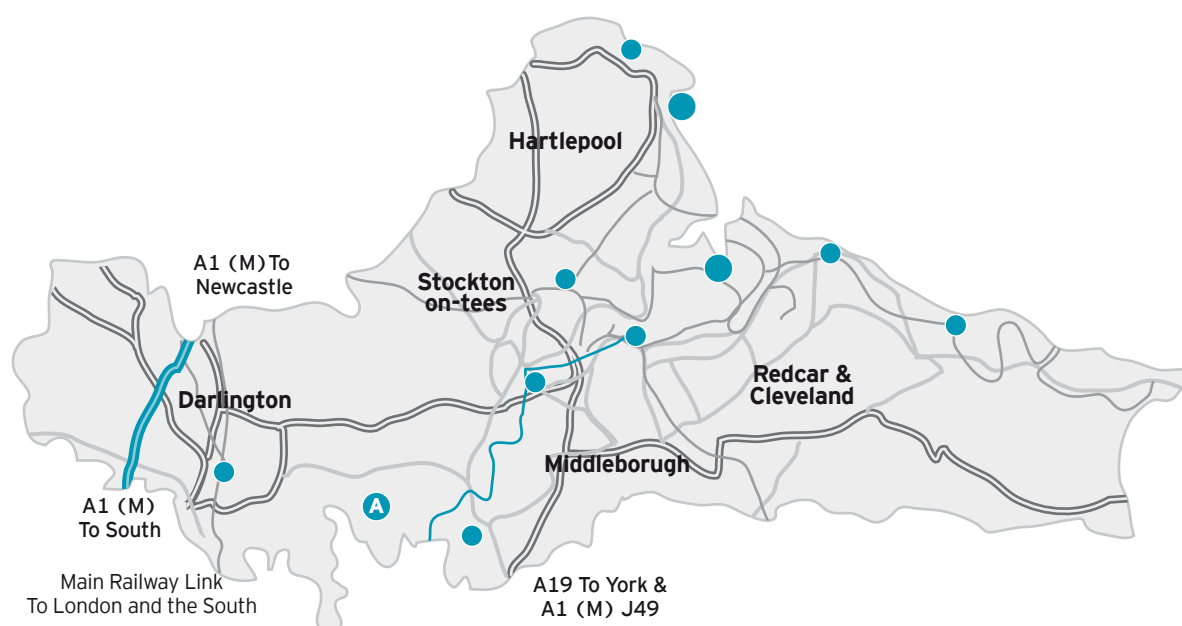 Hartlepool
A1 (M) To
Newcastle
Stockton
on-tees
Redcar &
Cleveland
Darlington
Middleborugh
A
A1 (M)
To South
Main Railway Link
To London and the South
A19 To York &
A1 (M) J49